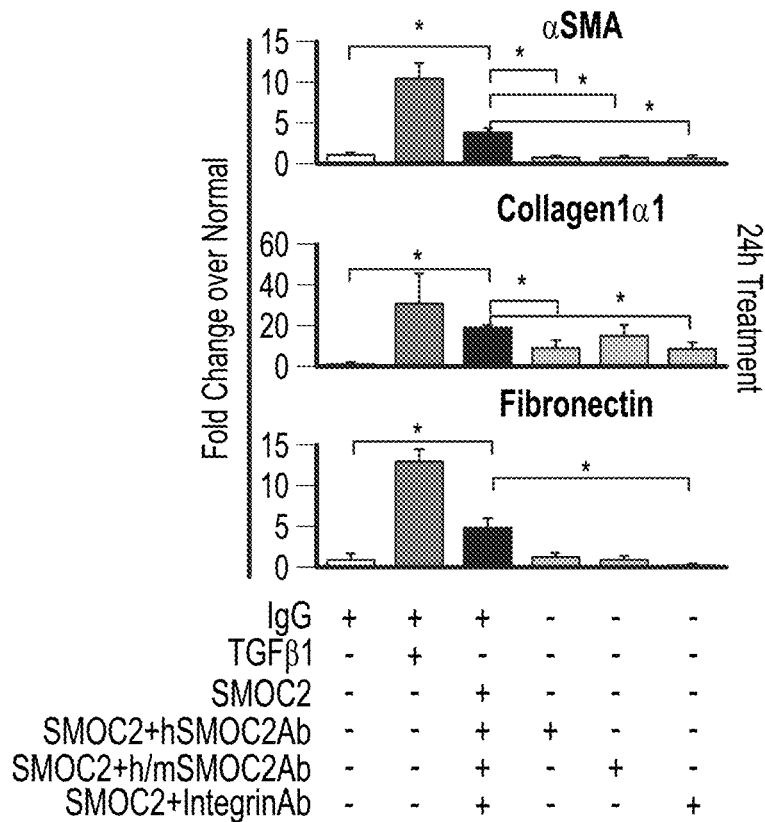 αSMA
15
10
5
0
* * * *
Collagen1α1
60
40
20
0
* * *
Fibronectin
15
10
5
0
* *
Fold Change over Normal
24h Treatment
IgG + + + - - -
TGFβ1 - + - - - -
SMOC2 - - + - - -
SMOC2+hSMOC2Ab - - + + - -
SMOC2+h/mSMOC2Ab - - + - + -
SMOC2+IntegrinAb - - + - - +